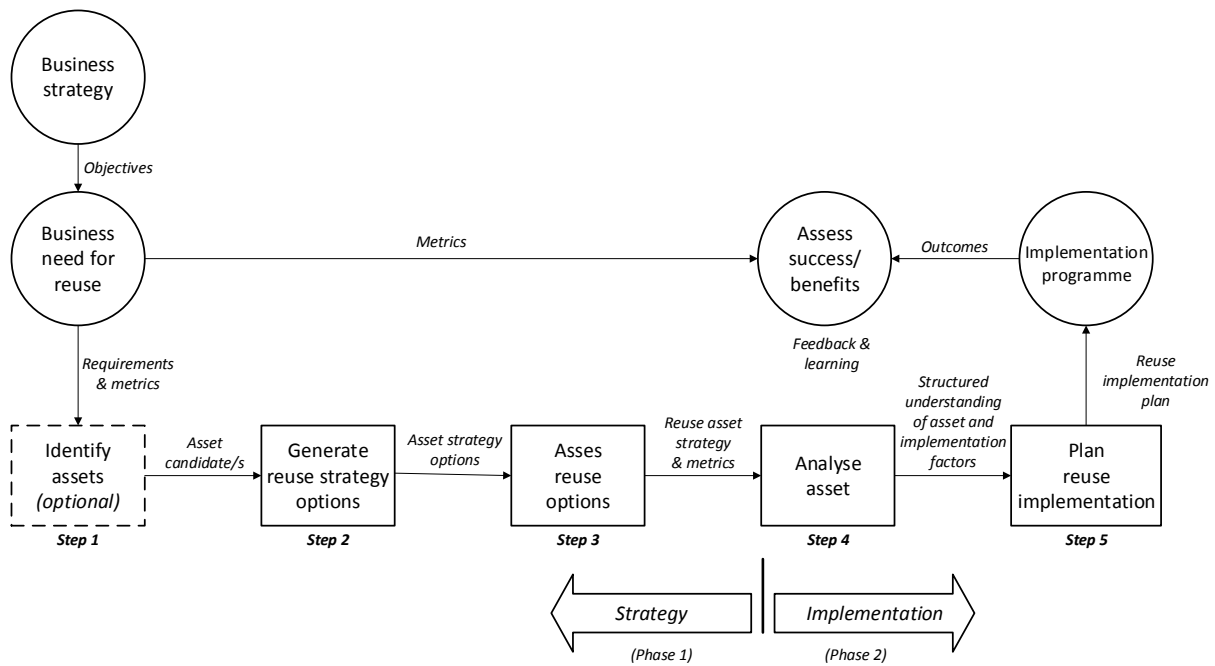 Business
strategy
Objectives
Business
need for
reuse
Metrics
Assess
success/
benefits
Outcomes
Implementation
programme
Feedback &
learning
Requirements
& metrics
Structured
understanding
of asset and
implementation
factors
Reuse
implementation
plan
Identify
assets
(optional)
Asset
candidate/s
Generate
reuse strategy
options
Asset strategy
options
Asses
reuse
options
Reuse asset
strategy
& metrics
Analyse
asset
Plan
reuse
implementation
Step 1
Step 2
Step 3
Step 4
Step 5
Strategy
Implementation
(Phase 1)
(Phase 2)